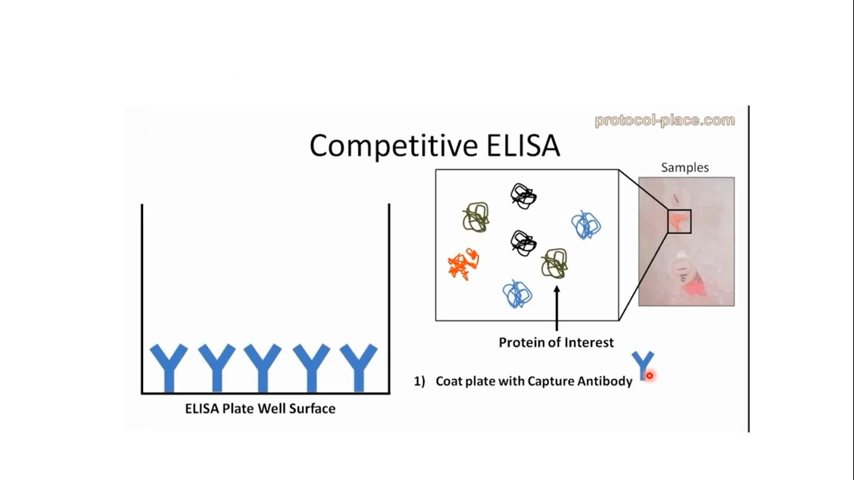 protocol-place.com
Competitive ELISA
Samples
Protein of Interest
1) Coat plate with Capture Antibody
ELISA Plate Well Surface